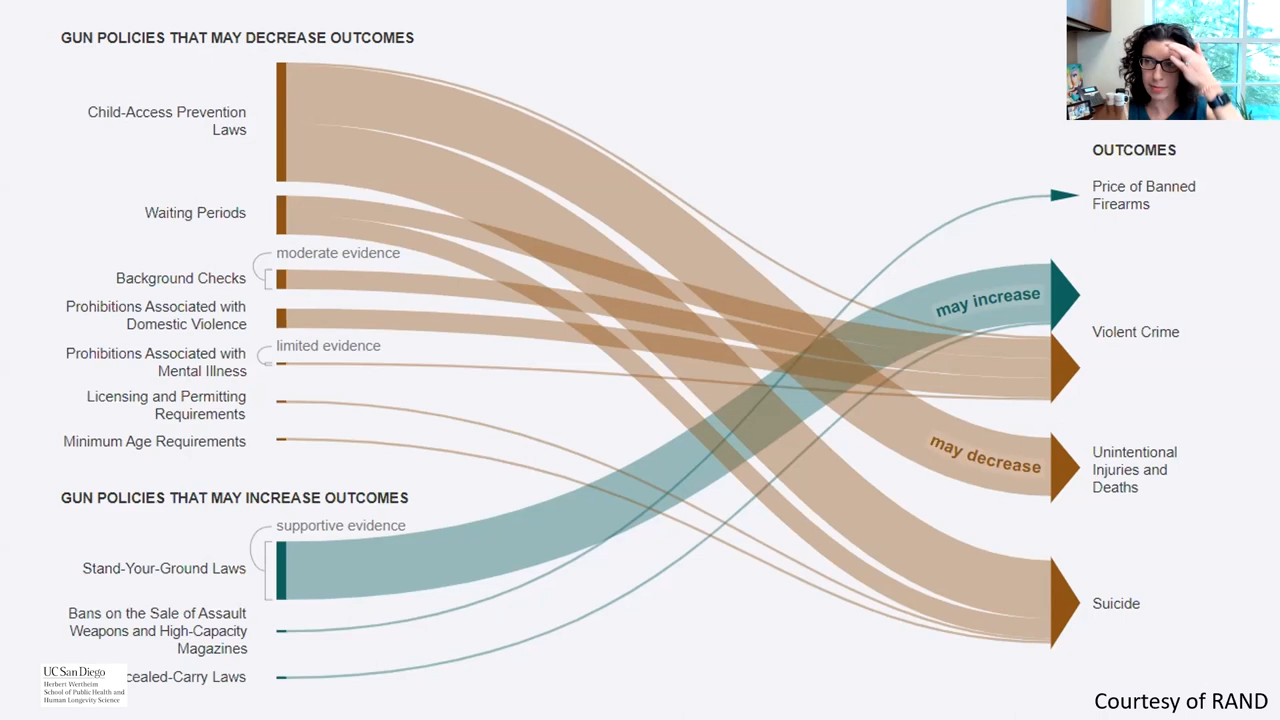 GUN POLICIES THAT MAY DECREASE OUTCOMES
Child-Access Prevention
Laws
Waiting Periods
moderate evidence
Background Checks
Prohibitions Associated with
Domestic Violence
limited evidence
Prohibitions Associated with
Mental Illness
Licensing and Permitting
Requirements
Minimum Age Requirements
GUN POLICIES THAT MAY INCREASE OUTCOMES
supportive evidence
Stand-Your-Ground Laws
Bans on the Sale of Assault
Weapons and High-Capacity
Magazines
cealed-Carry Laws
UC San Diego
Herbert Wertheim
School of Public Health and
Human Longevity Science
may increase
may decrease
OUTCOMES
Price of Banned
Firearms
Violent Crime
Unintentional
Injuries and
Deaths
Suicide
Courtesy of RAND